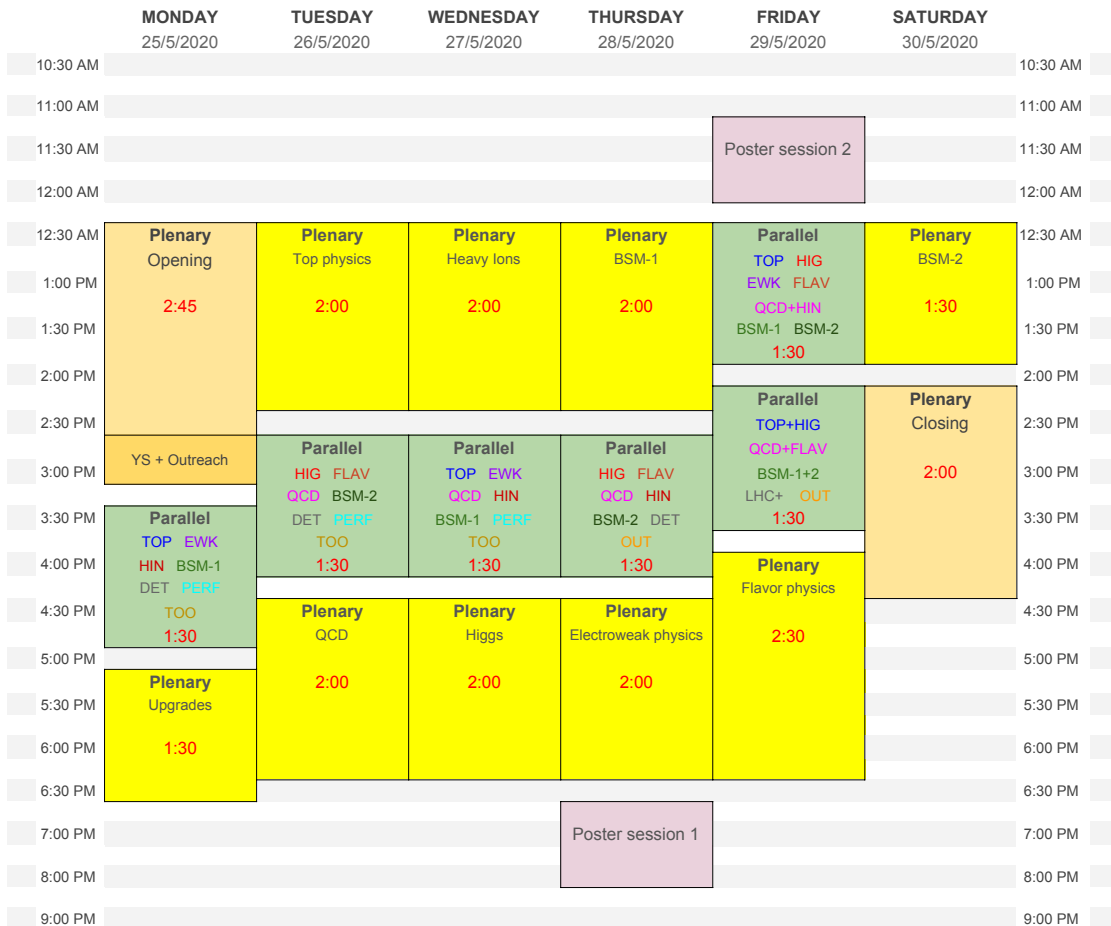 MONDAY TUESDAY WEDNESDAY THURSDAY FRIDAY SATURDAY
25/5/2020 26/5/2020 27/5/2020 28/5/2020 29/5/2020 30/5/2020
10:30 AM 10:30 AM
11:00 AM 11:00 AM
11:30 AM Poster session 2 11:30 AM
12:00 AM 12:00 AM
12:30 AM Plenary Plenary Plenary Plenary Parallel Plenary 12:30 AM
Opening Top physics Heavy Ions BSM-1 TOP HIG BSM-2
1:00 PM EWK FLAV 1:00 PM
2:45 2:00 2:00 2:00 QCD+HIN 1:30
1:30 PM BSM-1 BSM-2 1:30 PM
1:30
2:00 PM 2:00 PM
Parallel Plenary
2:30 PM TOP+HIG Closing 2:30 PM
YS + Outreach Parallel Parallel Parallel QCD+FLAV
3:00 PM HIG FLAV TOP EWK HIG FLAV BSM-1+2 2:00 3:00 PM
QCD BSM-2 QCD HIN QCD HIN LHC+ OUT
3:30 PM Parallel DET PERF BSM-1 PERF BSM-2 DET 1:30 3:30 PM
TOP EWK TOO TOO OUT
4:00 PM HIN BSM-1 1:30 1:30 1:30 Plenary 4:00 PM
DET PERF Flavor physics
4:30 PM TOO Plenary Plenary Plenary 4:30 PM
1:30 QCD Higgs Electroweak physics 2:30
5:00 PM 5:00 PM
Plenary 2:00 2:00 2:00
5:30 PM Upgrades 5:30 PM
6:00 PM 1:30 6:00 PM
6:30 PM 6:30 PM
7:00 PM Poster session 1 7:00 PM
8:00 PM 8:00 PM
9:00 PM 9:00 PM